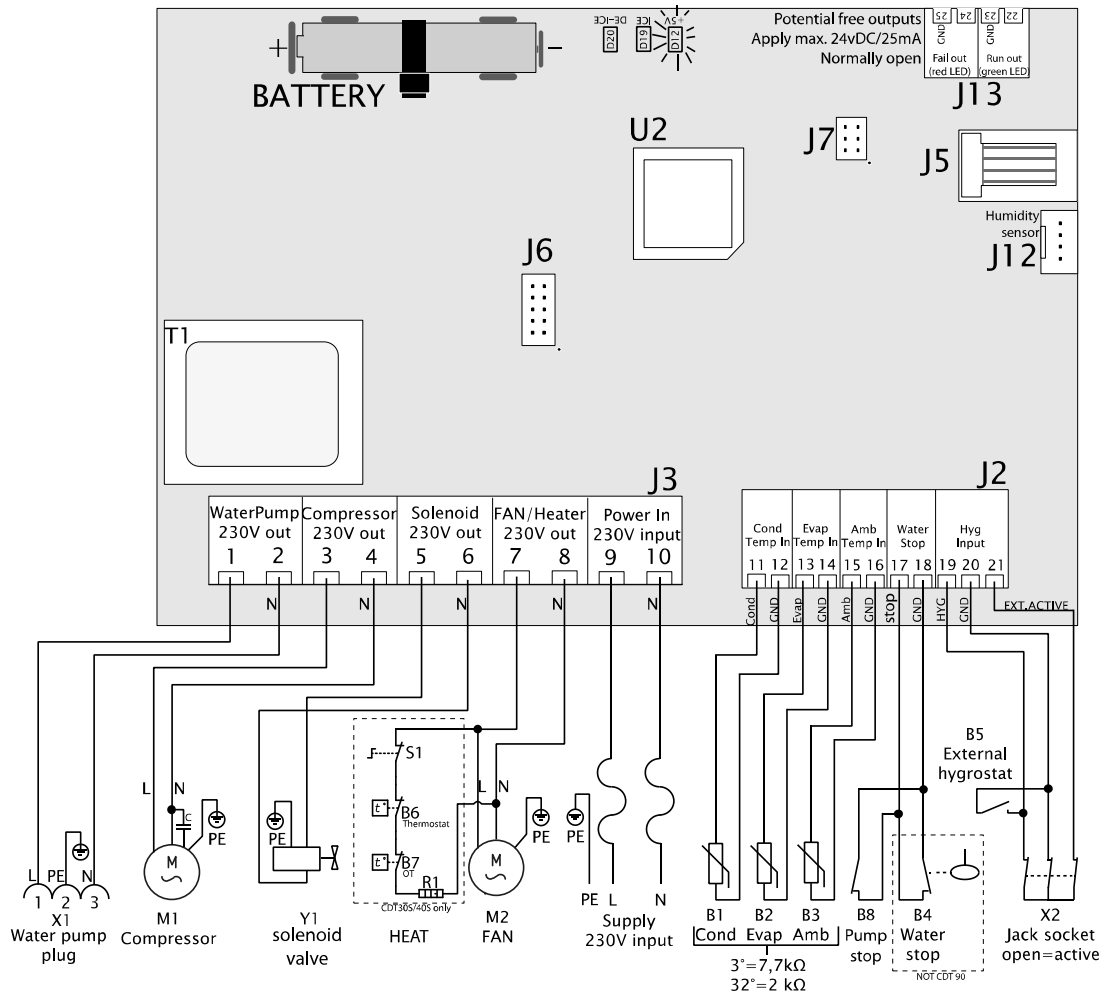 + −
BATTERY
D20 DE-ICE
D19 ICE
D12 +5V
Potential free outputs
Apply max. 24vDC/25mA
Normally open
25 24 23 22
GND GND
Fail out
(red LED)
Run out
(green LED)
J13
U2
J7
J5
Humidity
sensor
J12
J6
T1
J3
WaterPump
230V out
1 2
Compressor
230V out
3 4
Solenoid
230V out
5 6
FAN/Heater
230V out
7 8
Power In
230V input
9 10
N N N N N
J2
Cond
Temp In
11 12
Evap
Temp In
13 14
Amb
Temp In
15 16
Water
Stop
17 18
Hyg
Input
19 20 21
Cond GND Evap GND Amb GND stop GND HYG GND EXT.ACTIVE
L PE N
1 2 3
X1
Water pump
plug
L N
C
PE
M
M1
Compressor
PE
Y1
solenoid
valve
S1
t°
B6
Thermostat
t°
B7
OT
R1
CDT30S/40S only
HEAT
L N
PE
M
M2
FAN
PE
PE L N
Supply
230V input
B1 B2 B3
Cond Evap Amb
3°=7,7kΩ
32°=2 kΩ
B8
Pump
stop
B4
Water
stop
NOT CDT 90
B5
External
hygrostat
X2
Jack socket
open=active